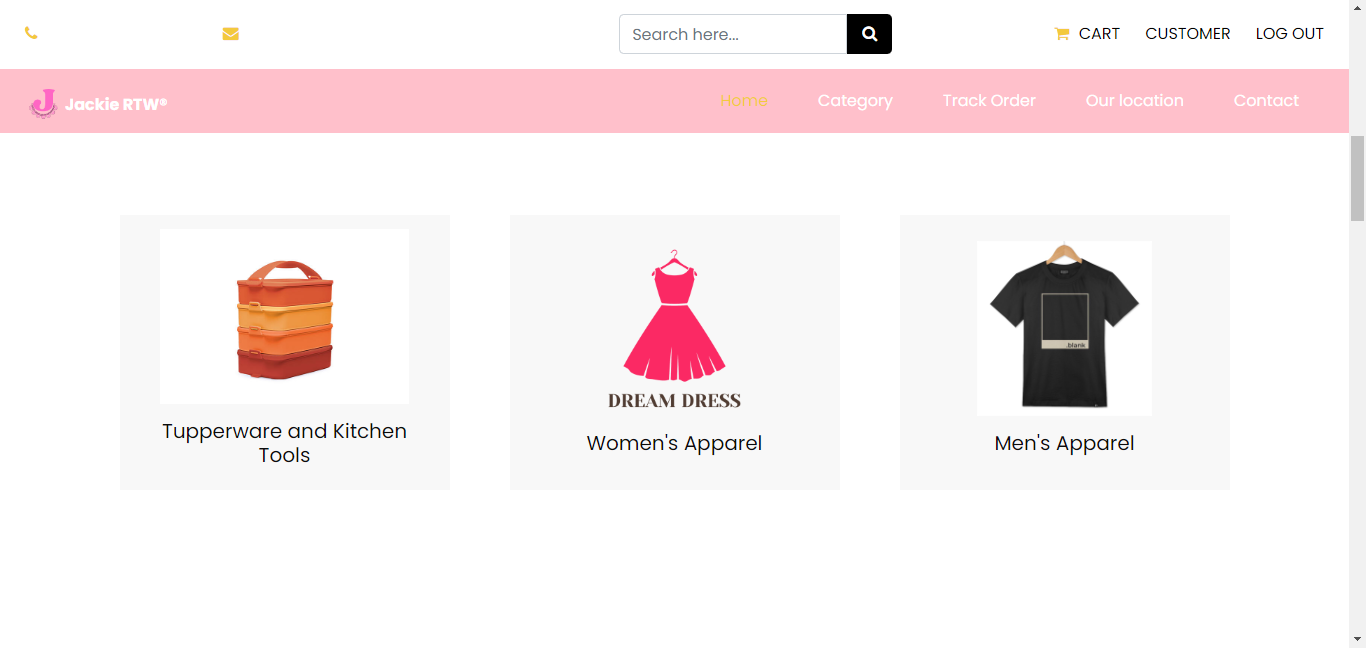 Search here...
CART
CUSTOMER
LOG OUT
Jackie RTW®
Home
Category
Track Order
Our location
Contact
DREAM DRESS
.blank
Tupperware and Kitchen
Tools
Women's Apparel
Men's Apparel